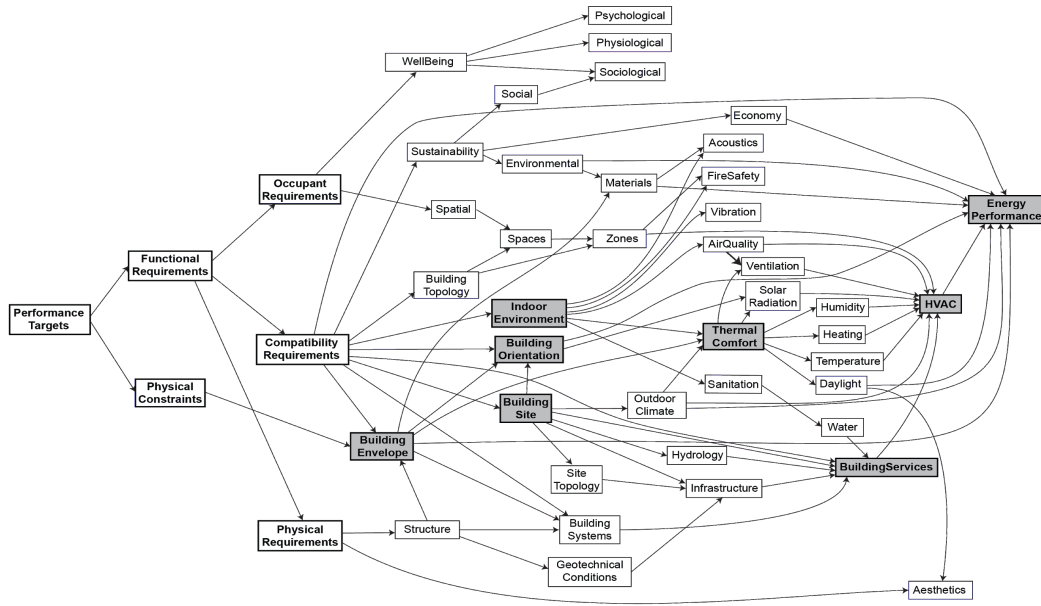 Psychological
Physiological
WellBeing
Sociological
Social
Economy
Acoustics
Sustainability
Environmental
Materials
FireSafety
Occupant
Requirements
Energy
Performance
Spatial
Vibration
Spaces
Zones
AirQuality
Functional
Requirements
Ventilation
Building
Topology
Solar
Radiation
HVAC
Indoor
Environment
Humidity
Performance
Targets
Thermal
Comfort
Heating
Compatibility
Requirements
Building
Orientation
Temperature
Physical
Constraints
Sanitation
Daylight
Building
Site
Outdoor
Climate
Water
Building
Envelope
Hydrology
BuildingServices
Site
Topology
Infrastructure
Physical
Requirements
Structure
Building
Systems
Geotechnical
Conditions
Aesthetics